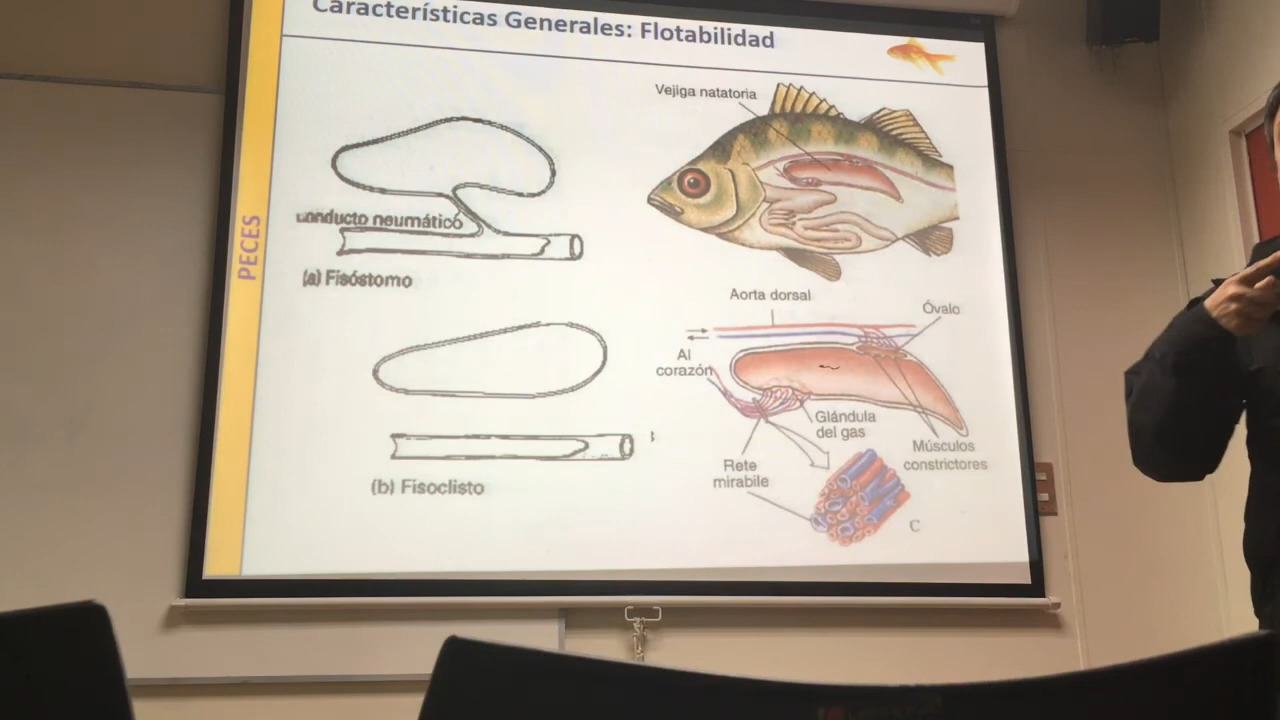 Características Generales: Flotabilidad
PECES
conducto neumático
(a) Fisóstomo
(b) Fisoclisto
Vejiga natatoria
Aorta dorsal
Óvalo
Al
corazón
Glándula
del gas
Rete
mirabile
Músculos
constrictores
C